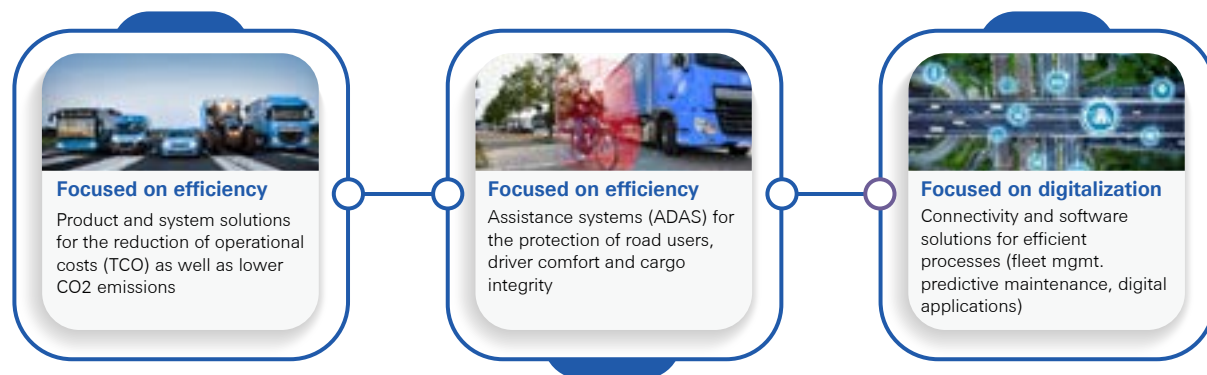 Focused on efficiency
Product and system solutions
for the reduction of operational
costs (TCO) as well as lower
CO2 emissions
Focused on efficiency
Assistance systems (ADAS) for
the protection of road users,
driver comfort and cargo
integrity
Focused on digitalization
Connectivity and software
solutions for efficient
processes (fleet mgmt.
predictive maintenance, digital
applications)